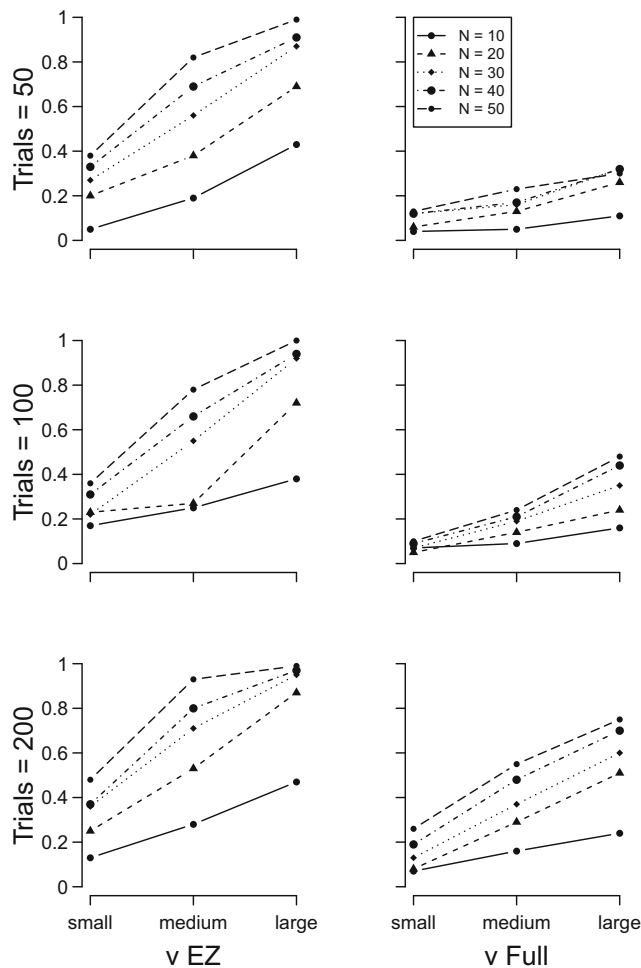 1
0.8
0.6
0.4
0.2
0
Trials = 50
N = 10
N = 20
N = 30
N = 40
N = 50
1
0.8
0.6
0.4
0.2
0
Trials = 100
1
0.8
0.6
0.4
0.2
0
Trials = 200
small medium large
v EZ
small medium large
v Full